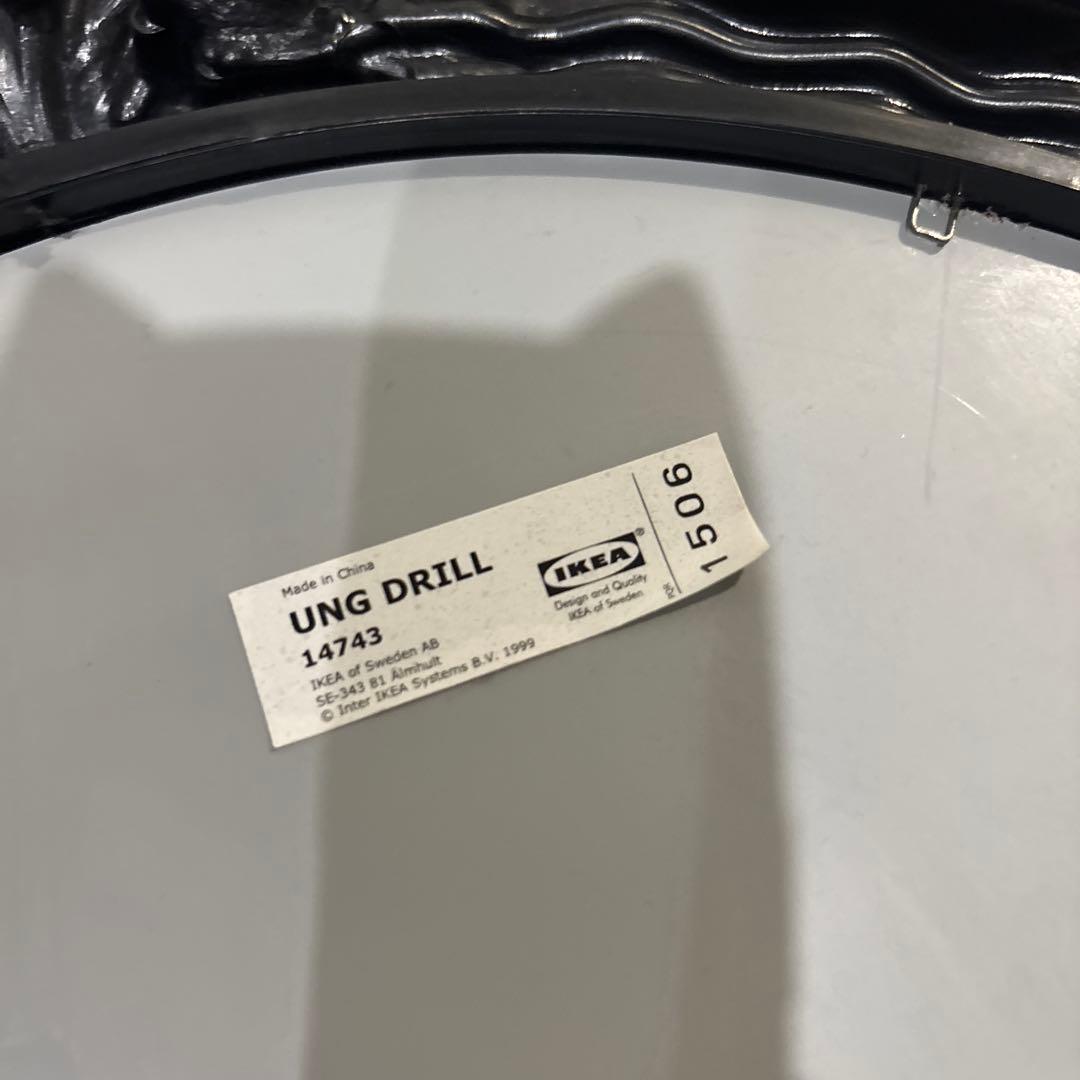 Made in China
UNG DRILL
14743
IKEA of Sweden AB
SE-343 81 Älmhult
© Inter IKEA Systems B.V. 1999
IKEA®
Design and Quality
IKEA of Sweden
1506